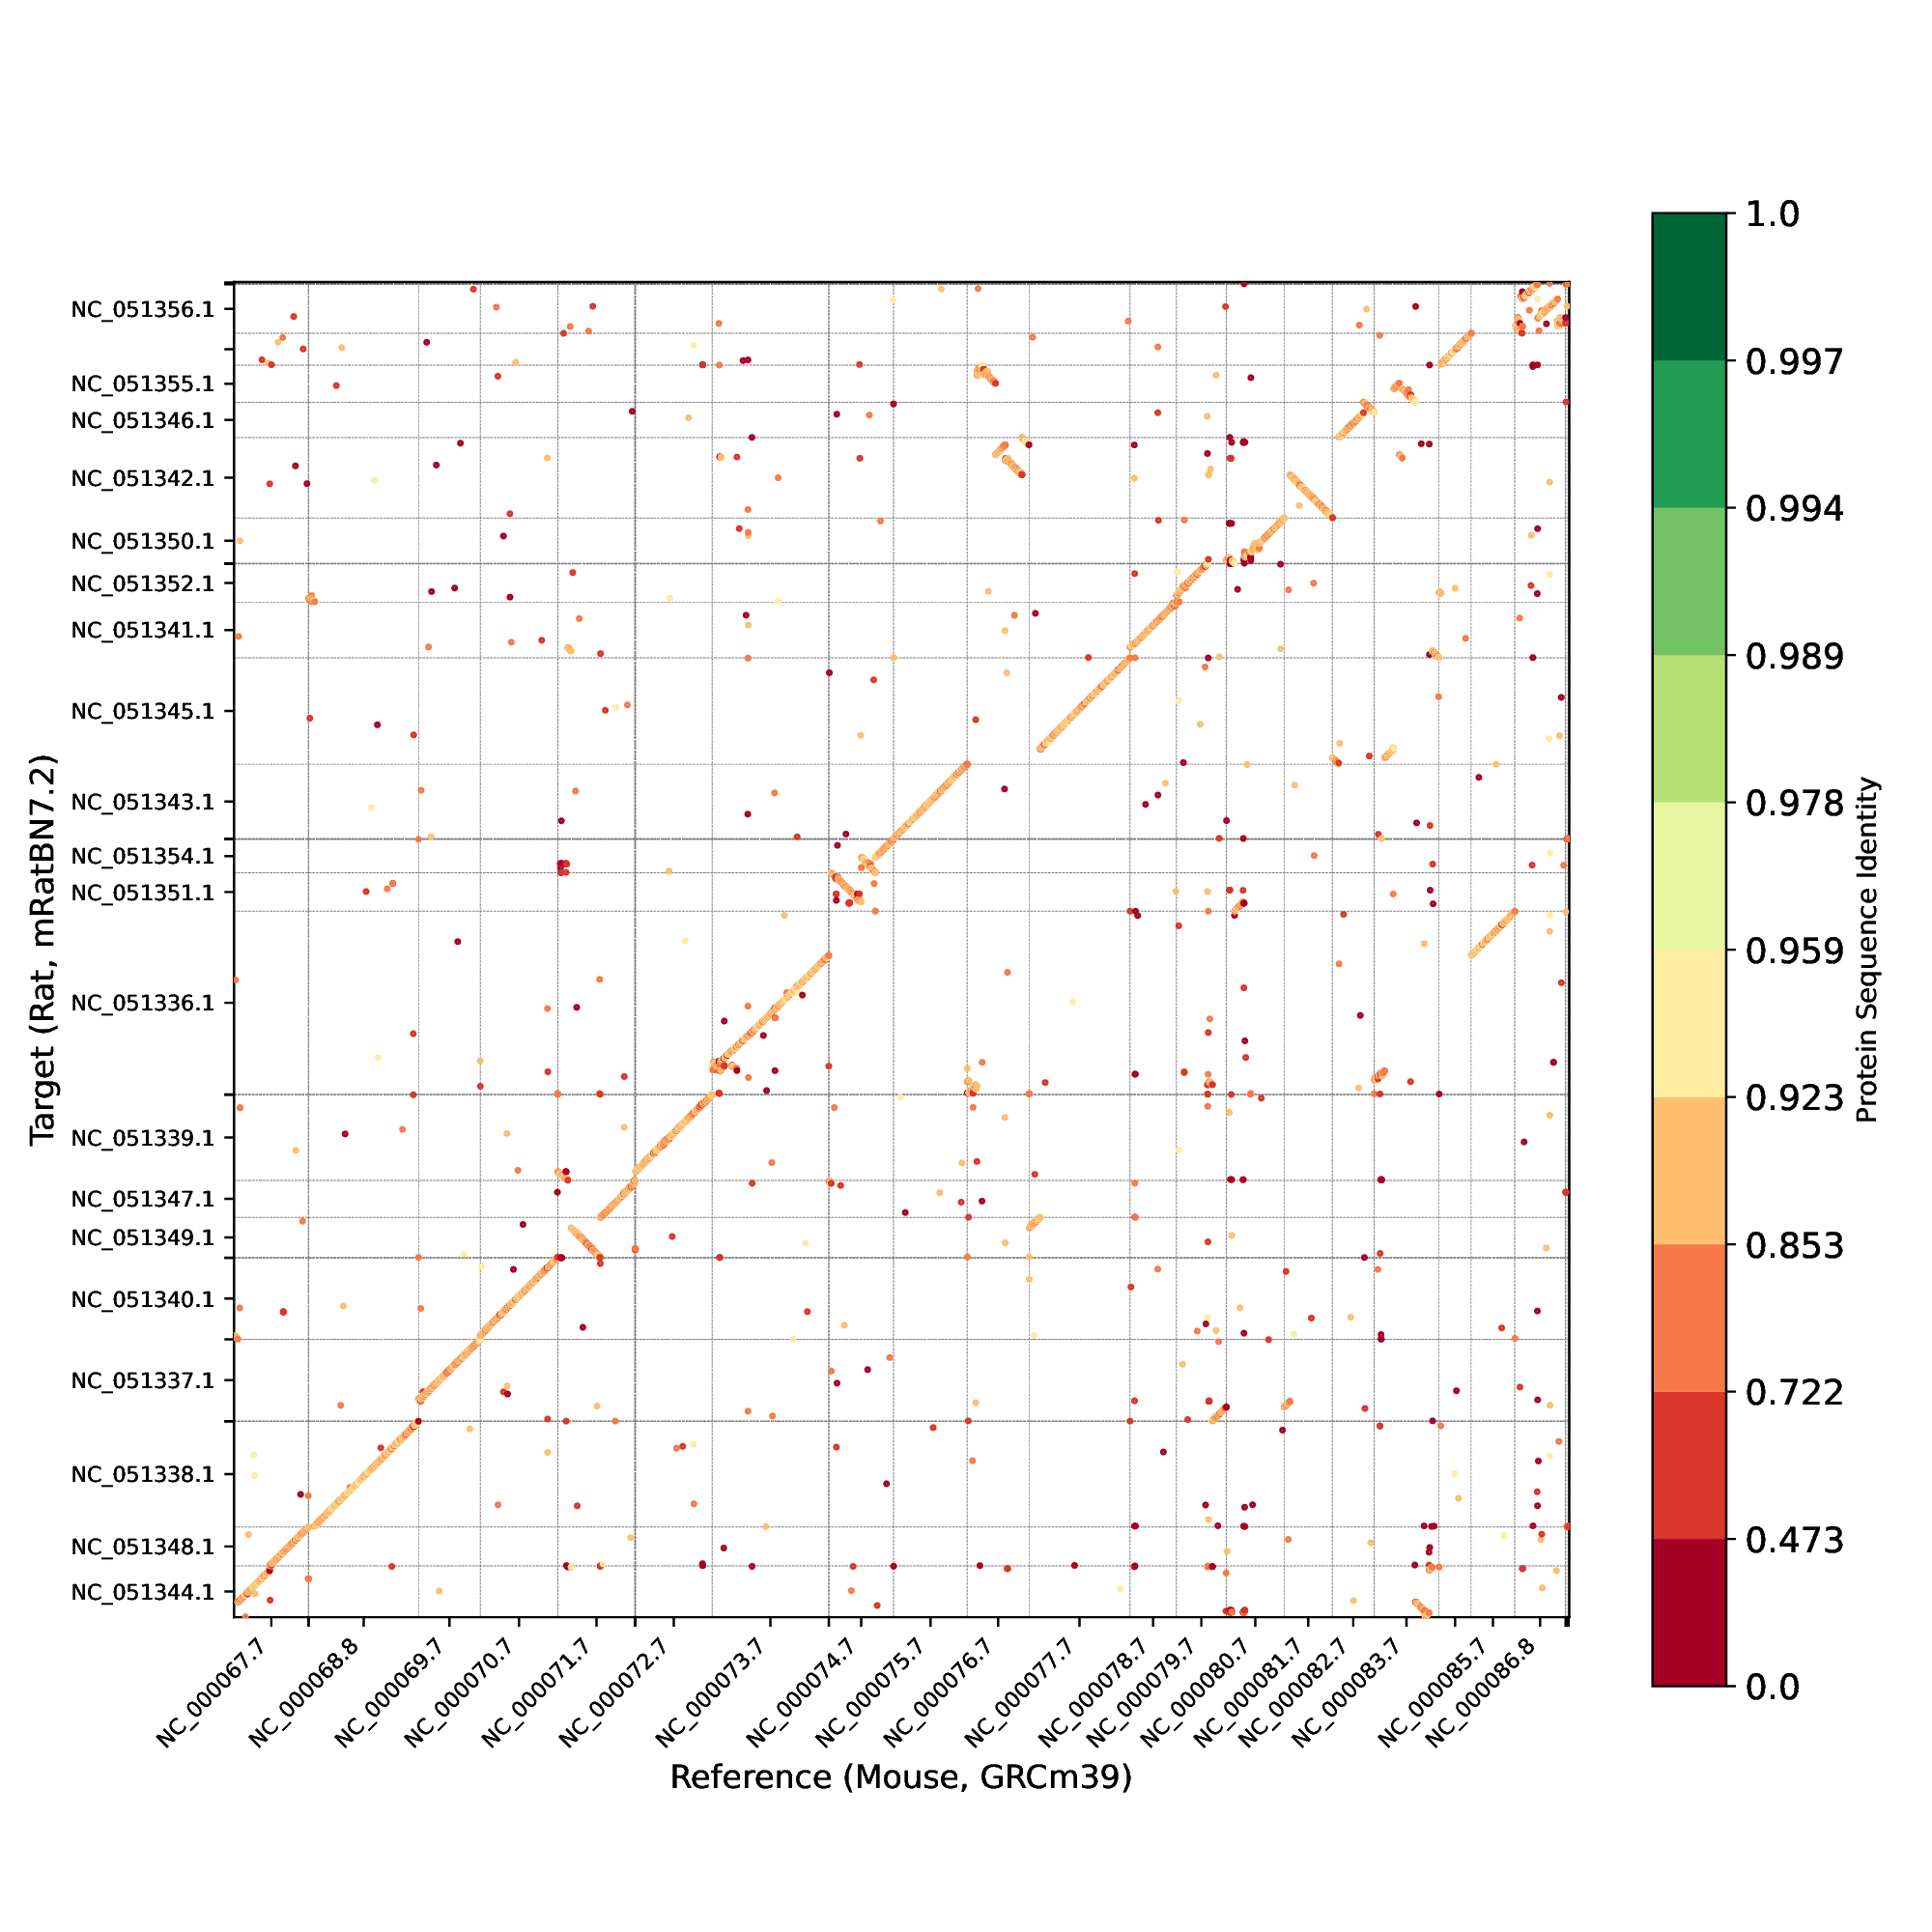 1.0
0.997
0.994
0.989
0.978
0.959
0.923
0.853
0.722
0.473
0.0
Protein Sequence Identity
Target (Rat, mRatBN7.2)
NC_051356.1
NC_051355.1
NC_051346.1
NC_051342.1
NC_051350.1
NC_051352.1
NC_051341.1
NC_051345.1
NC_051343.1
NC_051354.1
NC_051351.1
NC_051336.1
NC_051339.1
NC_051347.1
NC_051349.1
NC_051340.1
NC_051337.1
NC_051338.1
NC_051348.1
NC_051344.1
NC_000067.7
NC_000068.8
NC_000069.7
NC_000070.7
NC_000071.7
NC_000072.7
NC_000073.7
NC_000074.7
NC_000075.7
NC_000076.7
NC_000077.7
NC_000078.7
NC_000079.7
NC_000080.7
NC_000081.7
NC_000082.7
NC_000083.7
NC_000085.7
NC_000086.8
Reference (Mouse, GRCm39)